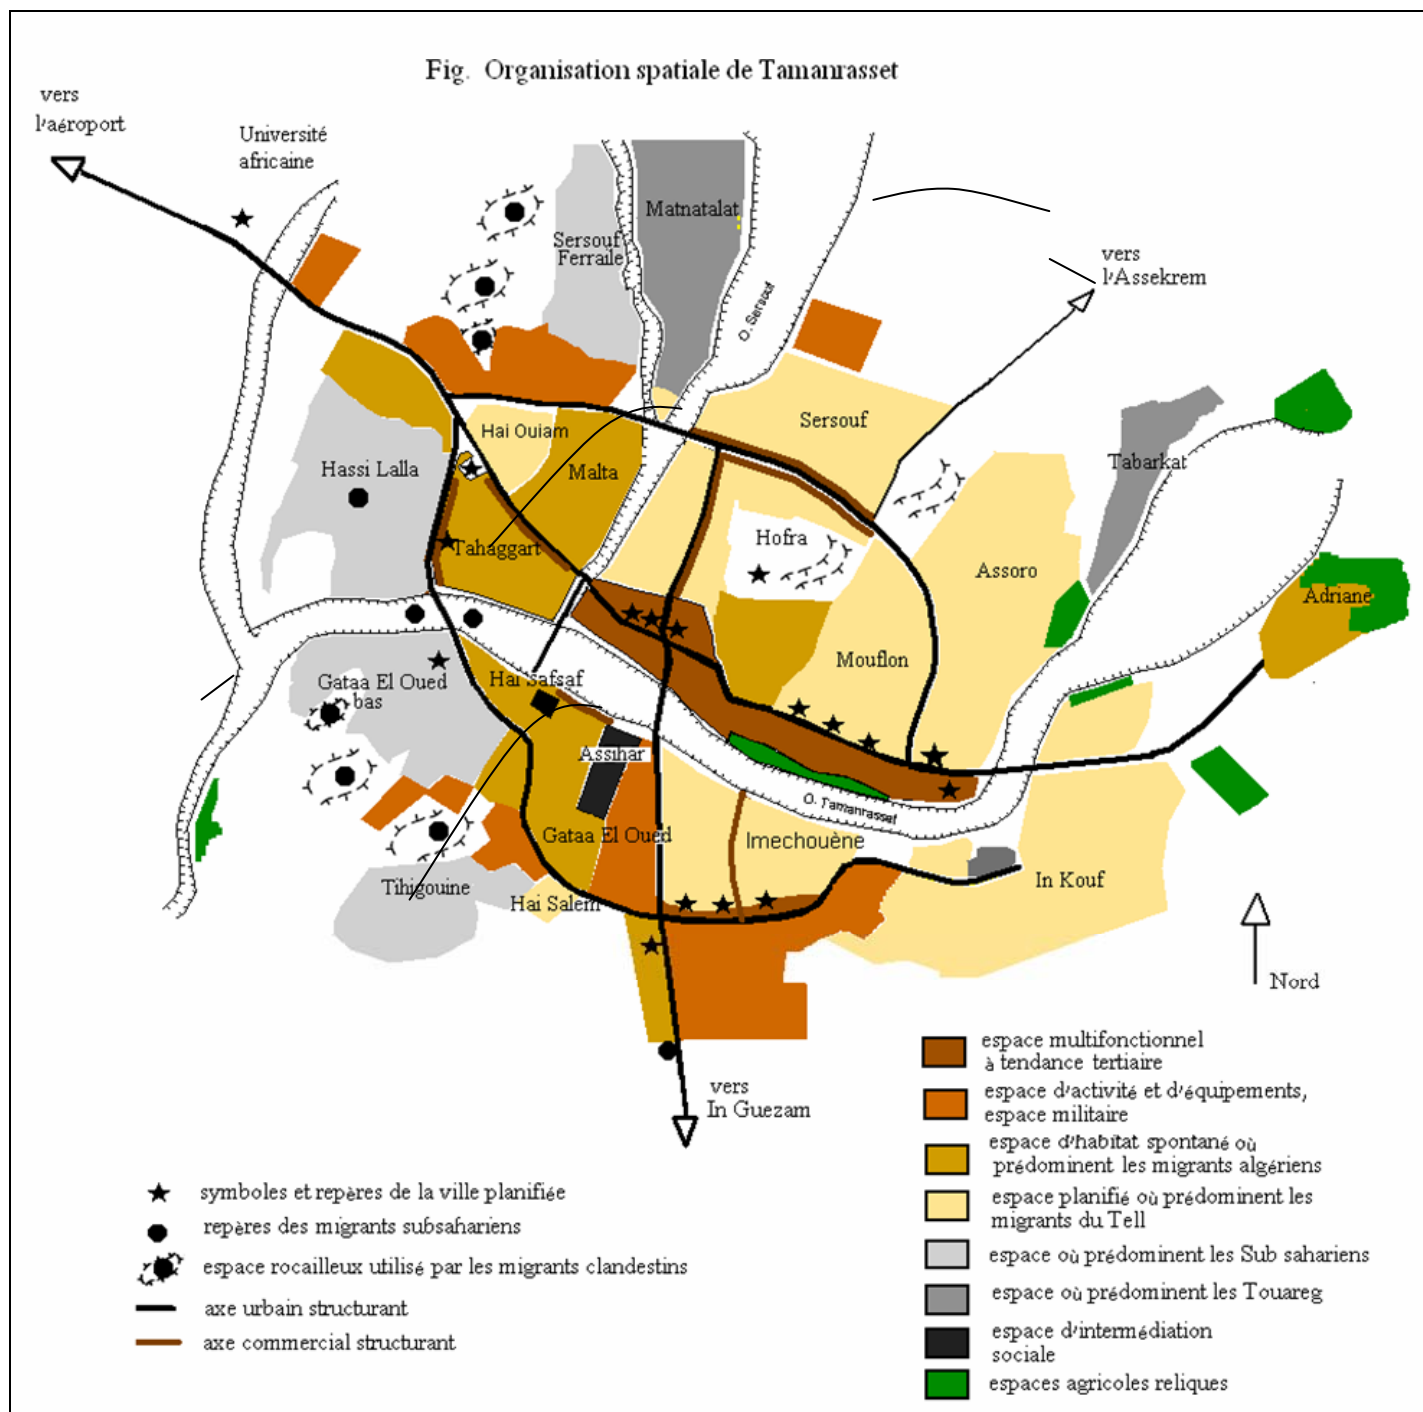 Fig. Organisation spatiale de Tamanrasset
vers
l'aéroport
Université
africaine
Matnatalat
Sersouf
Ferraile
O. Sersouf
vers
l'Assekrem
Sersouf
Hai Ouiam
Hassi Lalla
Malta
Tabarkat
Tahaggart
Hofra
Assoro
Adriane
Mouflon
Gataa El Oued
bas
Hai Safsaf
Assihar
O. Tamanrasset
Gataa El Oued
Imechouène
Tihigouine
Hai Salem
In Kouf
Nord
vers
In Guezam
symboles et repères de la ville planifiée
repères des migrants subsahariens
espace rocailleux utilisé par les migrants clandestins
axe urbain structurant
axe commercial structurant
espace multifonctionnel
à tendance tertiaire
espace d'activité et d'équipements,
espace militaire
espace d'habitat spontané où
prédominent les migrants algériens
espace planifié où prédominent les
migrants du Tell
espace où prédominent les Sub sahariens
espace où prédominent les Touareg
espace d'intermédiation
sociale
espaces agricoles reliques